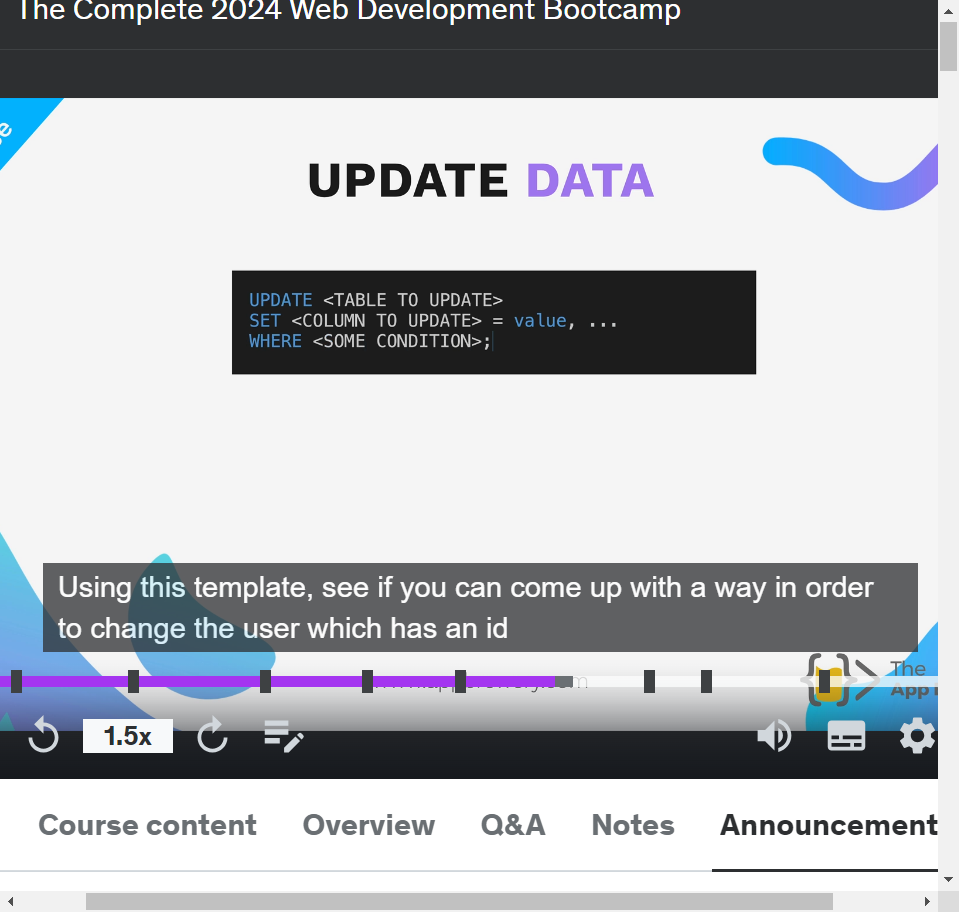 The Complete 2024 Web Development Bootcamp
UPDATE DATA
UPDATE <TABLE TO UPDATE>
SET <COLUMN TO UPDATE> = value, ...
WHERE <SOME CONDITION>;
Using this template, see if you can come up with a way in order
to change the user which has an id
The
App
1.5x
Course content
Overview
Q&A
Notes
Announcement